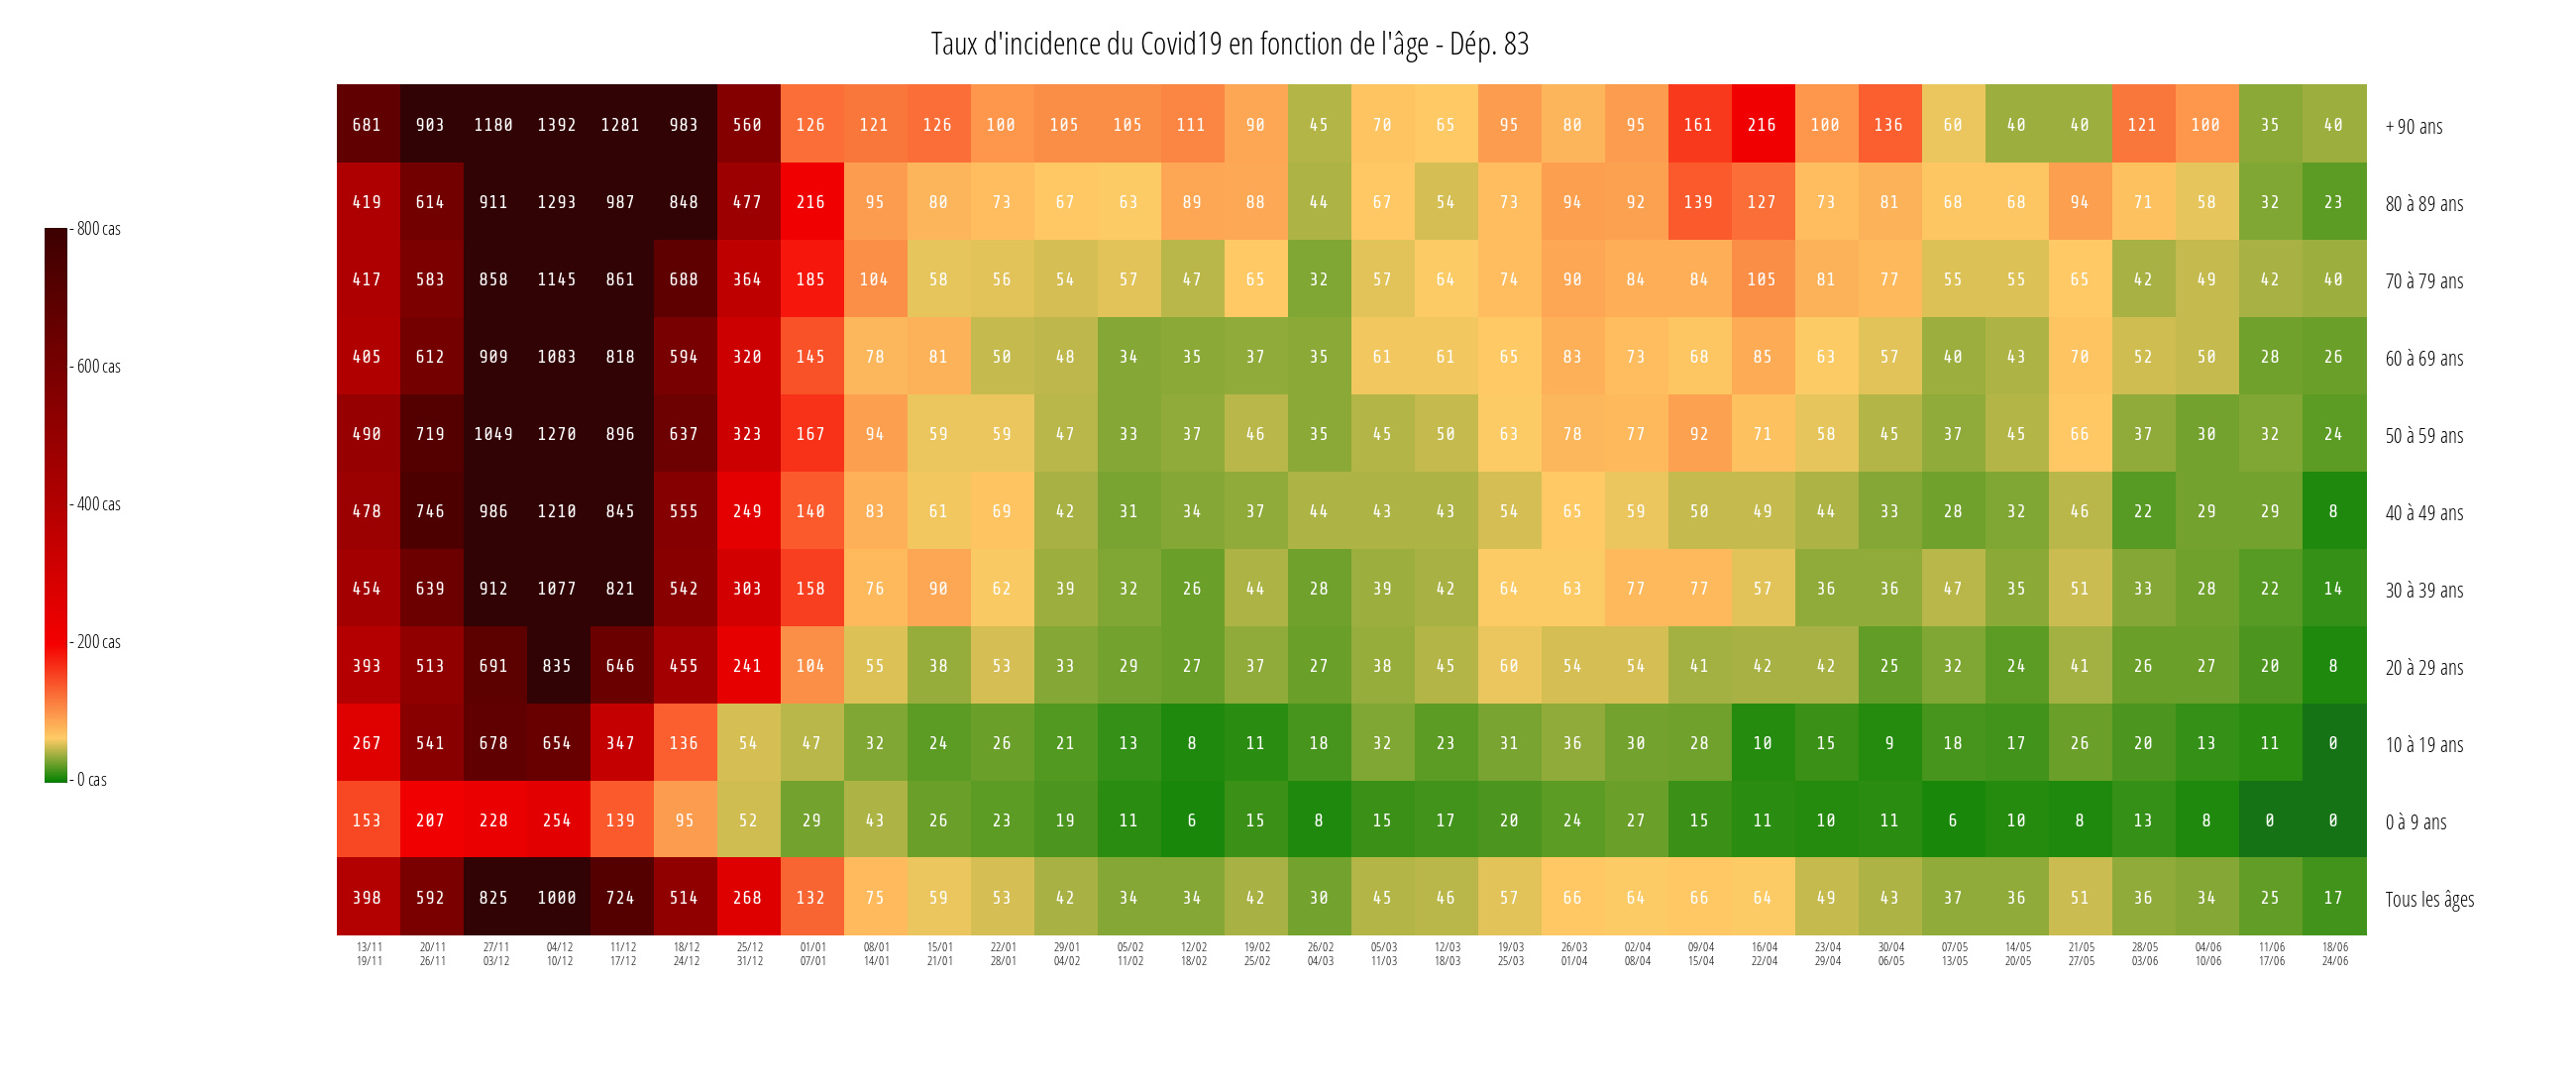 Taux d'incidence du Covid19 en fonction de l'âge - Dép. 83
- 800 cas
- 600 cas
- 400 cas
- 200 cas
- 0 cas
681 903 1180 1392 1281 983 560 126 121 126 100 105 105 111 90 45 70 65 95 80 95 161 216 100 136 60 40 40 121 100 35 40 + 90 ans
419 614 911 1293 987 848 477 216 95 80 73 67 63 89 88 44 67 54 73 94 92 139 127 73 81 68 68 94 71 58 32 23 80 à 89 ans
417 583 858 1145 861 688 364 185 104 58 56 54 57 47 65 32 57 64 74 90 84 84 105 81 77 55 55 65 42 49 42 40 70 à 79 ans
405 612 909 1083 818 594 320 145 78 81 50 48 34 35 37 35 61 61 65 83 73 68 85 63 57 40 43 70 52 50 28 26 60 à 69 ans
490 719 1049 1270 896 637 323 167 94 59 59 47 33 37 46 35 45 50 63 78 77 92 71 58 45 37 45 66 37 30 32 24 50 à 59 ans
478 746 986 1210 845 555 249 140 83 61 69 42 31 34 37 44 43 43 54 65 59 50 49 44 33 28 32 46 22 29 29 8 40 à 49 ans
454 639 912 1077 821 542 303 158 76 90 62 39 32 26 44 28 39 42 64 63 77 77 57 36 36 47 35 51 33 28 22 14 30 à 39 ans
393 513 691 835 646 455 241 104 55 38 53 33 29 27 37 27 38 45 60 54 54 41 42 42 25 32 24 41 26 27 20 8 20 à 29 ans
267 541 678 654 347 136 54 47 32 24 26 21 13 8 11 18 32 23 31 36 30 28 10 15 9 18 17 26 20 13 11 0 10 à 19 ans
153 207 228 254 139 95 52 29 43 26 23 19 11 6 15 8 15 17 20 24 27 15 11 10 11 6 10 8 13 8 0 0 0 à 9 ans
398 592 825 1000 724 514 268 132 75 59 53 42 34 34 42 30 45 46 57 66 64 66 64 49 43 37 36 51 36 34 25 17 Tous les âges
13/11 20/11 27/11 04/12 11/12 18/12 25/12 01/01 08/01 15/01 22/01 29/01 05/02 12/02 19/02 26/02 05/03 12/03 19/03 26/03 02/04 09/04 16/04 23/04 30/04 07/05 14/05 21/05 28/05 04/06 11/06 18/06
19/11 26/11 03/12 10/12 17/12 24/12 31/12 07/01 14/01 21/01 28/01 04/02 11/02 18/02 25/02 04/03 11/03 18/03 25/03 01/04 08/04 15/04 22/04 29/04 06/05 13/05 20/05 27/05 03/06 10/06 17/06 24/06